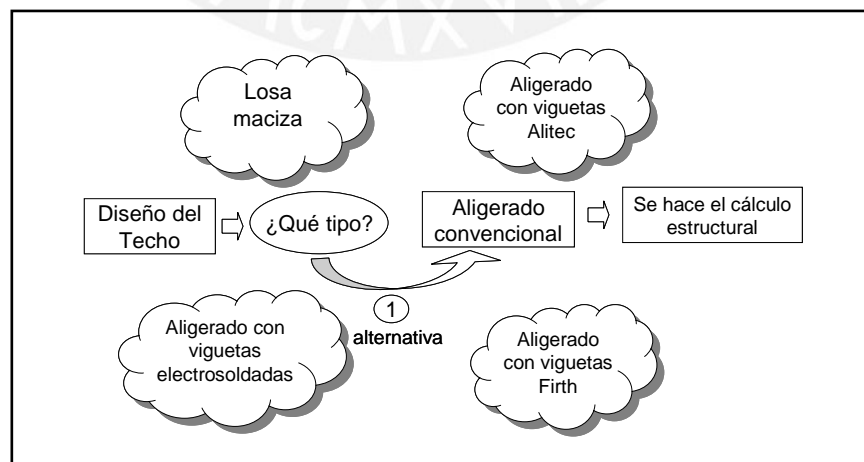 ICMXVII
Losa
maciza
Aligerado
con viguetas
Alitec
Diseño del
Techo
¿Qué tipo?
Aligerado
convencional
Se hace el cálculo
estructural
1
alternativa
Aligerado con
viguetas
electrosoldadas
Aligerado
con viguetas
Firth